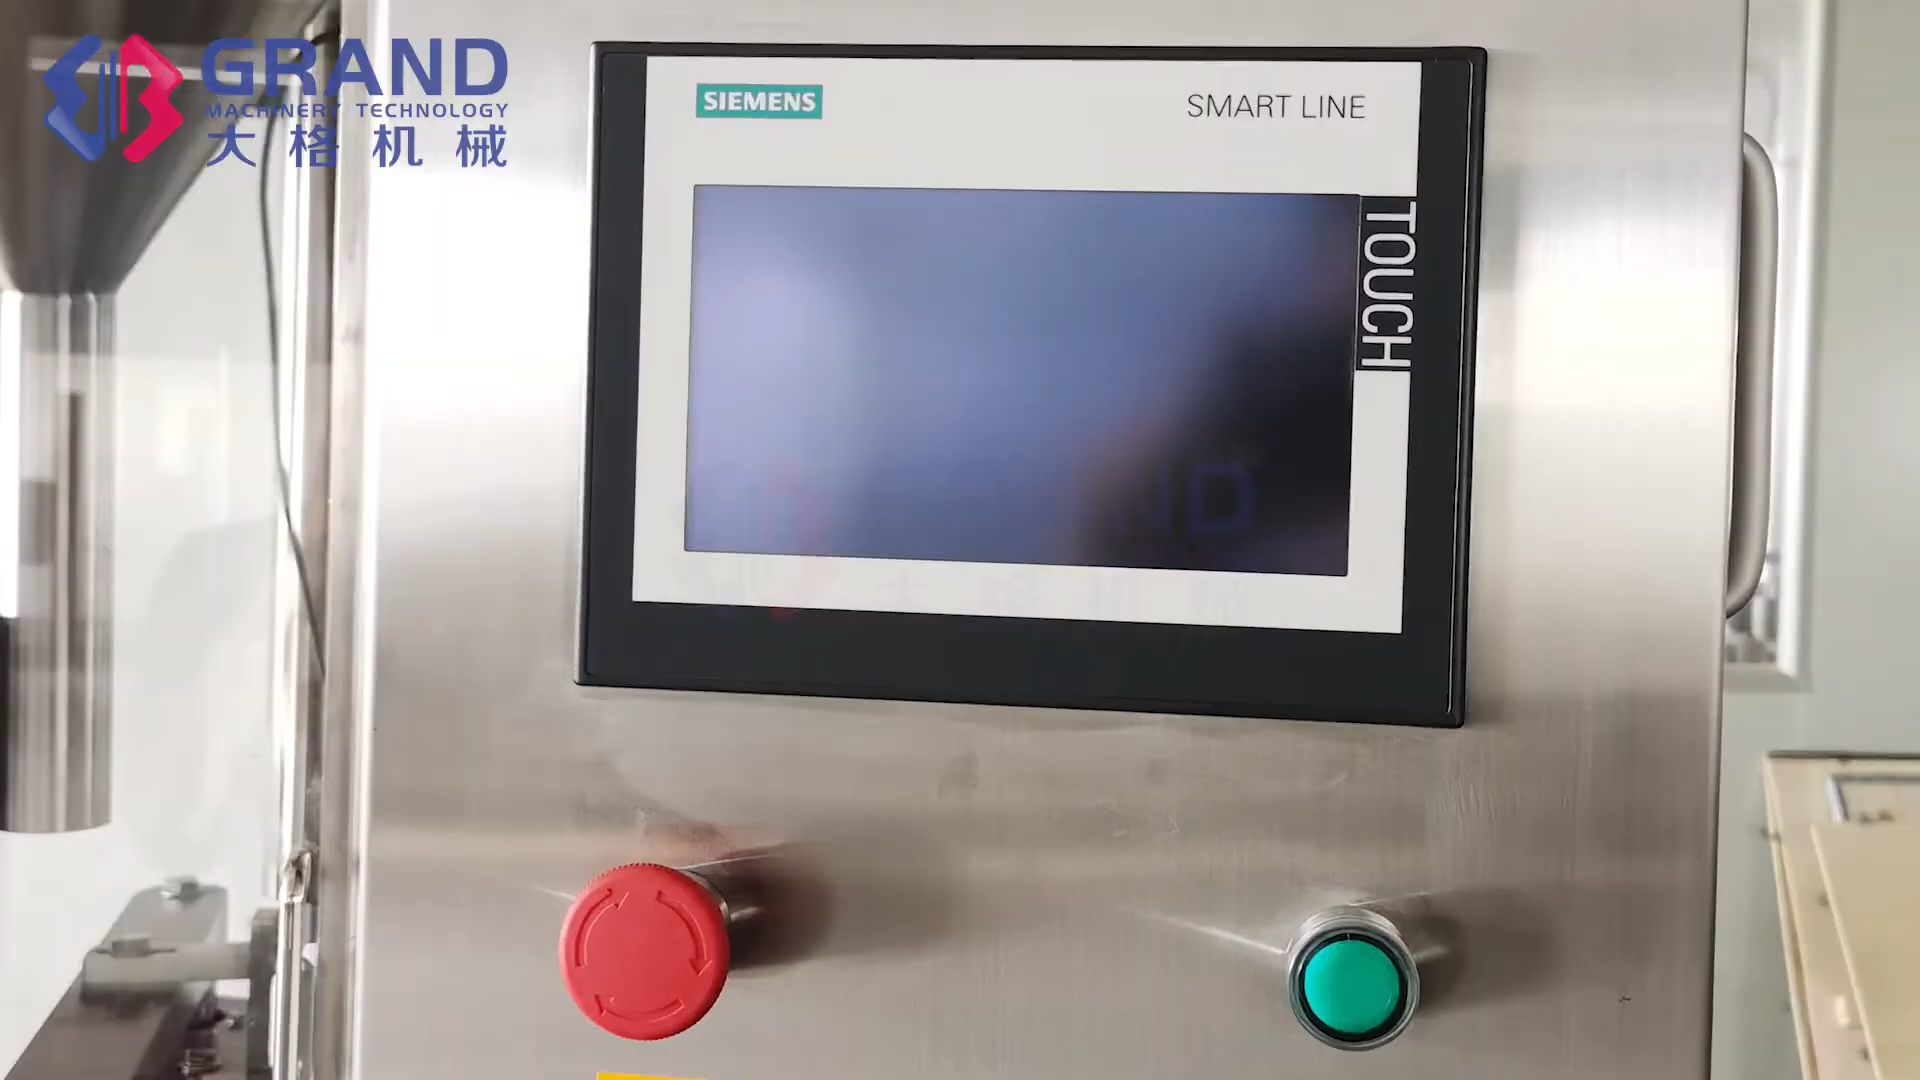 GRAND
MACHINERY TECHNOLOGY
大格机械
SIEMENS
SMART LINE
TOUCH